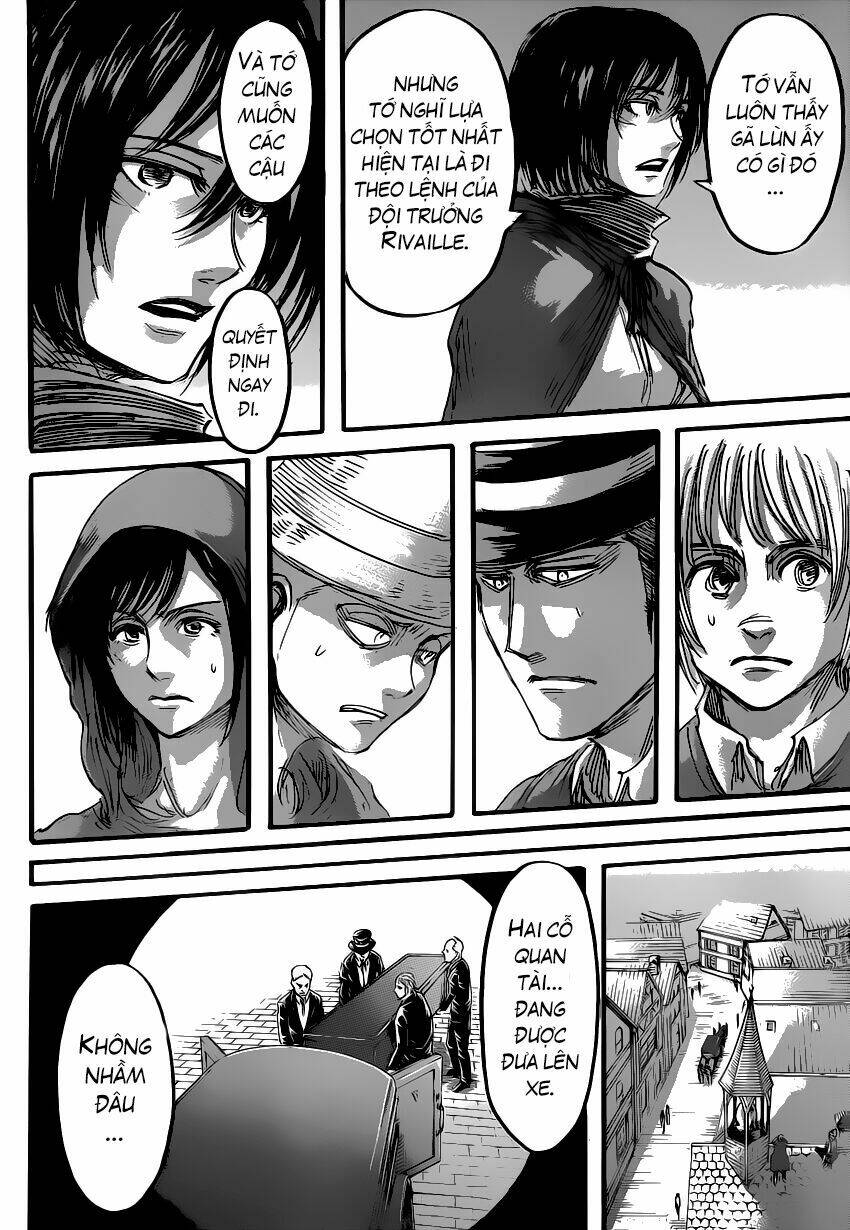 TỚ VẪN
LUÔN THẤY
GÃ LÙN ẤY
CÓ GÌ ĐÓ
...
NHƯNG
TỚ NGHĨ LỰA
CHỌN TỐT NHẤT
HIỆN TẠI LÀ ĐI
THEO LỆNH CỦA
ĐỘI TRƯỞNG
RIVAILLE.
VÀ TỚ
CŨNG
MUỐN
CÁC
CẬU
QUYẾT
ĐỊNH
NGAY
ĐI.
HAI CỖ
QUAN
TÀI...
ĐANG
ĐƯỢC
ĐƯA LÊN
XE.
KHÔNG
NHẦM
ĐÂU
...